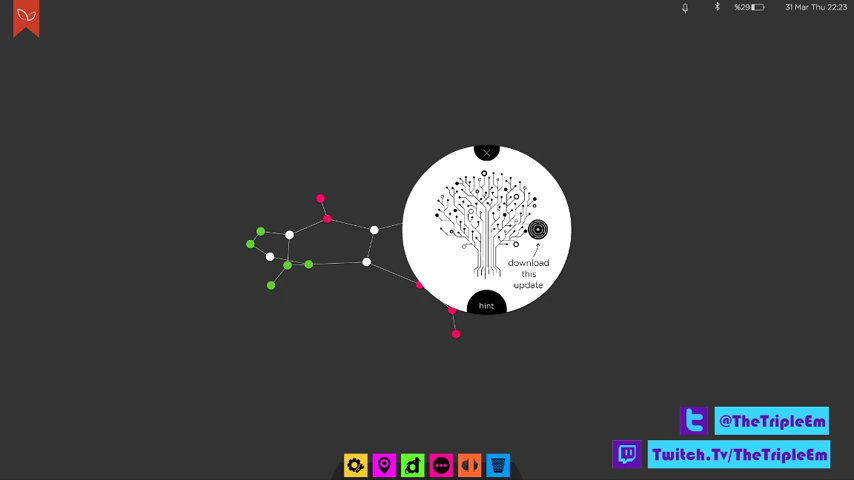 %29
31 Mar Thu 22:23
download
this
update
hint
@TheTripleEm
Twitch.Tv/TheTripleEm